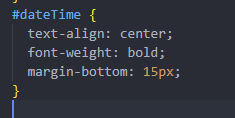 #dateTime {
  text-align: center;
  font-weight: bold;
  margin-bottom: 15px;
}